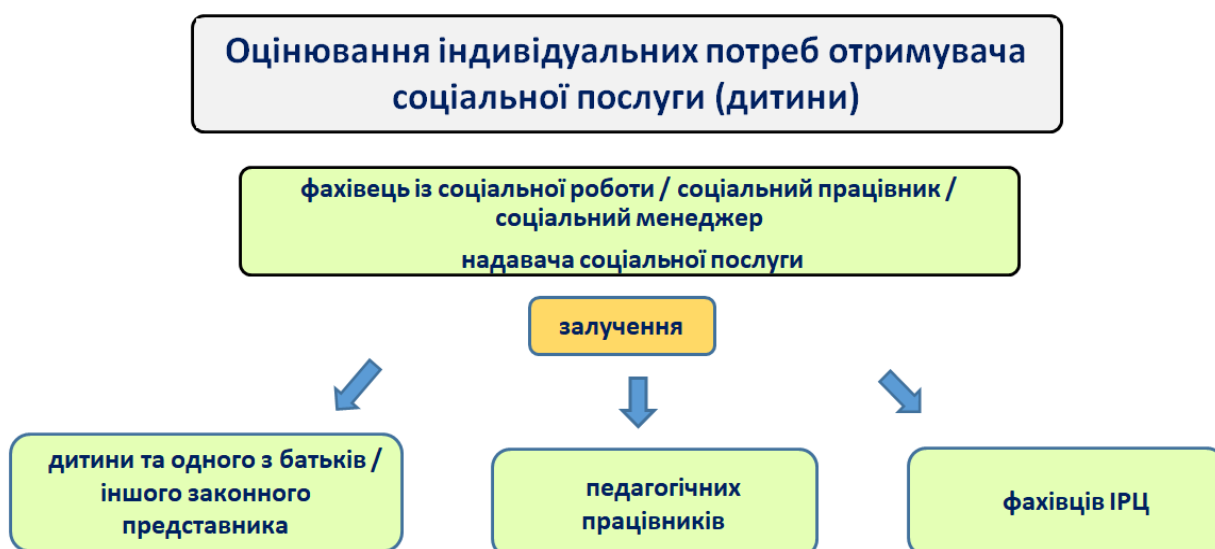 Оцінювання індивідуальних потреб отримувача
соціальної послуги (дитини)
фахівець із соціальної роботи / соціальний працівник /
соціальний менеджер
надавача соціальної послуги
залучення
дитини та одного з батьків /
іншого законного
представника
педагогічних
працівників
фахівців ІРЦ